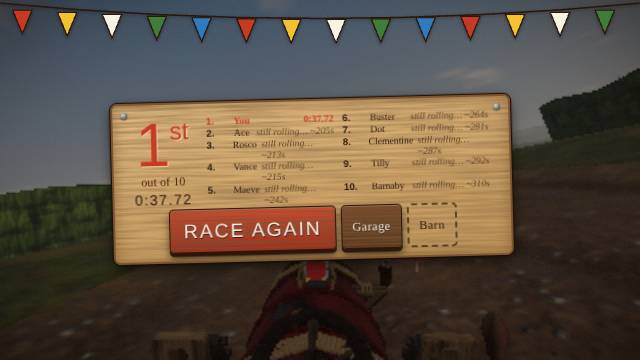 1st
out of 10
0:37.72
1. You 0:37.72
2. Ace still rolling... ~205s
3. Rosco still rolling...
~213s
4. Vance still rolling...
~215s
5. Maeve still rolling...
~242s
6. Buster still rolling... ~264s
7. Dot still rolling... ~281s
8. Clementine still rolling...
~287s
9. Tilly still rolling... ~292s
10. Barnaby still rolling... ~310s
RACE AGAIN
Garage
Barn